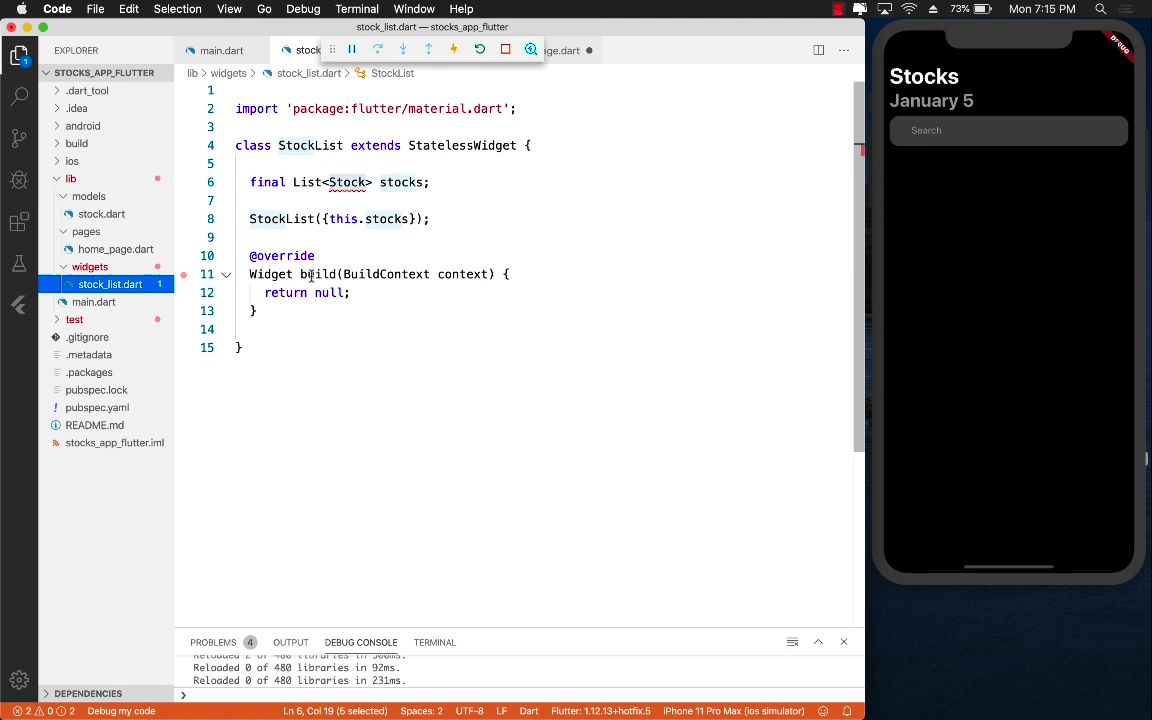 Code File Edit Selection View Go Debug Terminal Window Help 73% Mon 7:15 PM
stock_list.dart — stocks_app_flutter
EXPLORER
main.dart
stock
ge.dart
STOCKS_APP_FLUTTER
lib > widgets > stock_list.dart > StockList
.dart_tool
.idea
android
build
ios
lib
models
stock.dart
pages
home_page.dart
widgets
stock_list.dart 1
main.dart
test
.gitignore
.metadata
.packages
pubspec.lock
pubspec.yaml
README.md
stocks_app_flutter.iml
DEPENDENCIES
1
2 import 'package:flutter/material.dart';
3
4 class StockList extends StatelessWidget {
5
6 final List<Stock> stocks;
7
8 StockList({this.stocks});
9
10 @override
11 Widget build(BuildContext context) {
12 return null;
13 }
14
15 }
PROBLEMS 4 OUTPUT DEBUG CONSOLE TERMINAL
Reloaded 0 of 480 libraries in 92ms.
Reloaded 0 of 480 libraries in 231ms.
2 0 2 Debug my code Ln 6, Col 19 (5 selected) Spaces: 2 UTF-8 LF Dart Flutter: 1.12.13+hotfix.5 iPhone 11 Pro Max (ios simulator)
DEBUG
Stocks
January 5
Search